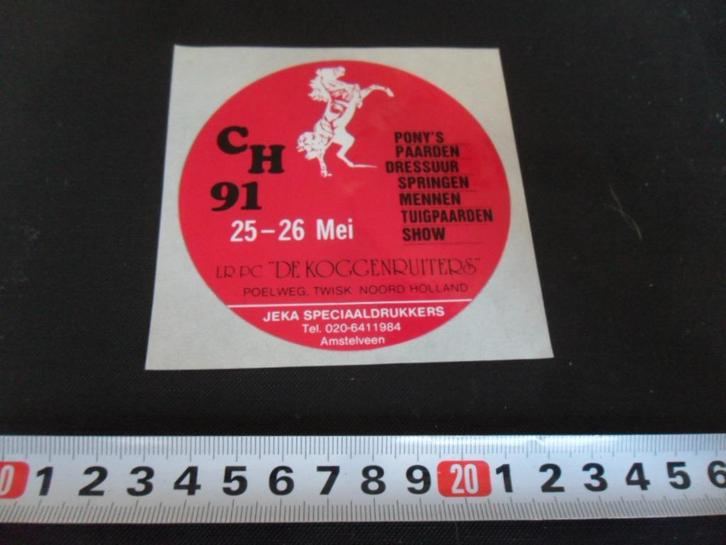 CH
91
25-26 Mei
PONY'S
PAARDEN
DRESSUUR
SPRINGEN
MENNEN
TUIGPAARDEN
SHOW
LR PC "DE KOGGENRUITERS"
POELWEG, TWISK NOORD HOLLAND
JEKA SPECIAALDRUKKERS
Tel. 020-6411984
Amstelveen
0 1 2 3 4 5 6 7 8 9 20 1 2 3 4 5 6